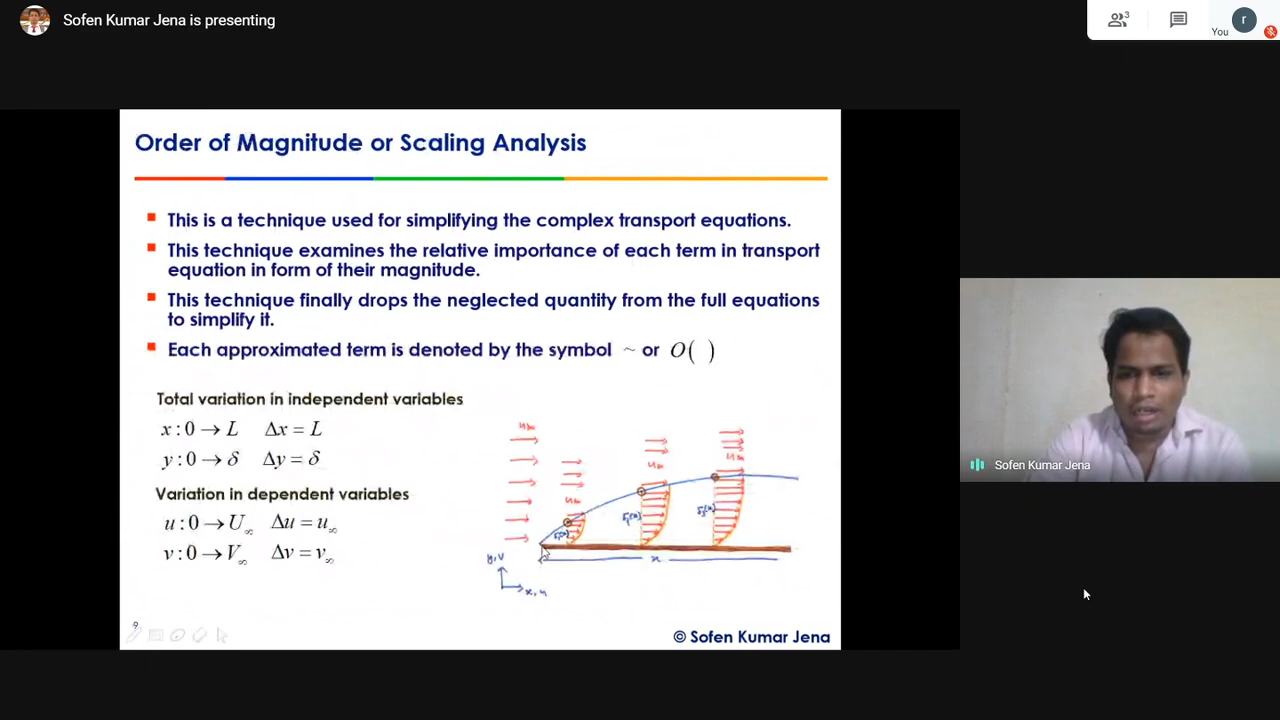 Sofen Kumar Jena is presenting
3
r
You
Order of Magnitude or Scaling Analysis
This is a technique used for simplifying the complex transport equations.
This technique examines the relative importance of each term in transport
equation in form of their magnitude.
This technique finally drops the neglected quantity from the full equations
to simplify it.
Each approximated term is denoted by the symbol ~ or O( )
Total variation in independent variables
x : 0 → L Δx = L
y : 0 → δ Δy = δ
Variation in dependent variables
u : 0 → U∞ Δu = u∞
v : 0 → V∞ Δv = v∞
u∞
u∞
u∞
u∞
y, v
x
x, u
9
© Sofen Kumar Jena
Sofen Kumar Jena